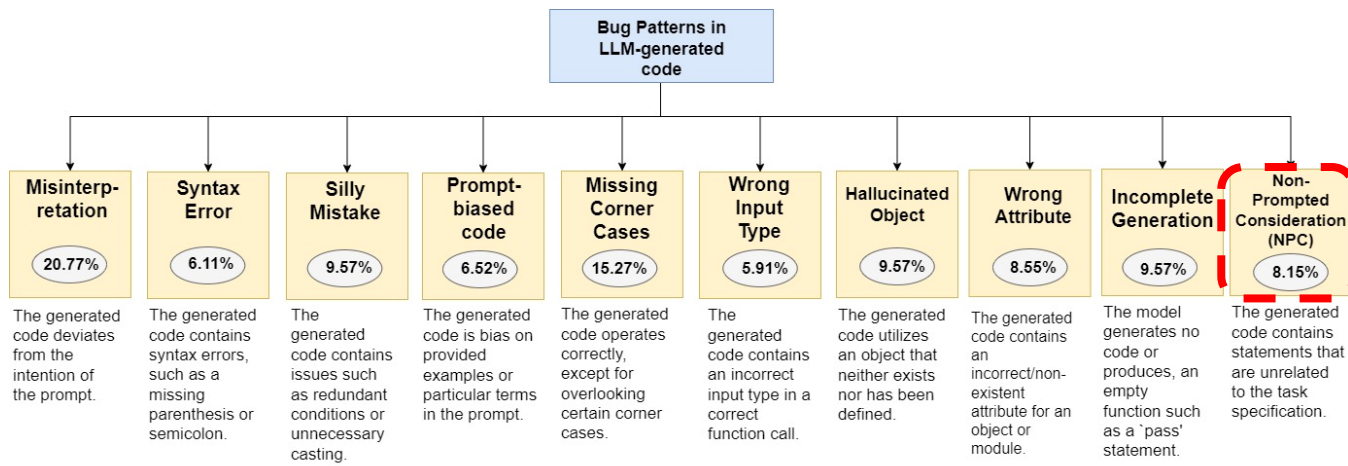 Bug Patterns in
LLM-generated
code
Misinterp-
retation
20.77%
The generated
code deviates
from the
intention of
the prompt.
Syntax
Error
6.11%
The generated
code contains
syntax errors,
such as a
missing
parenthesis or
semicolon.
Silly
Mistake
9.57%
The
generated
code contains
issues such
as redundant
conditions or
unnecessary
casting.
Prompt-
biased
code
6.52%
The generated
code is bias on
provided
examples or
particular terms
in the prompt.
Missing
Corner
Cases
15.27%
The generated
code operates
correctly,
except for
overlooking
certain corner
cases.
Wrong
Input
Type
5.91%
The
generated
code contains
an incorrect
input type in a
correct
function call.
Hallucinated
Object
9.57%
The generated
code utilizes
an object that
neither exists
nor has been
defined.
Wrong
Attribute
8.55%
The generated
code contains
an
incorrect/non-
existent
attribute for an
object or
module.
Incomplete
Generation
9.57%
The model
generates no
code or
produces, an
empty
function such
as a `pass'
statement.
Non-
Prompted
Consideration
(NPC)
8.15%
The generated
code contains
statements that
are unrelated
to the task
specification.